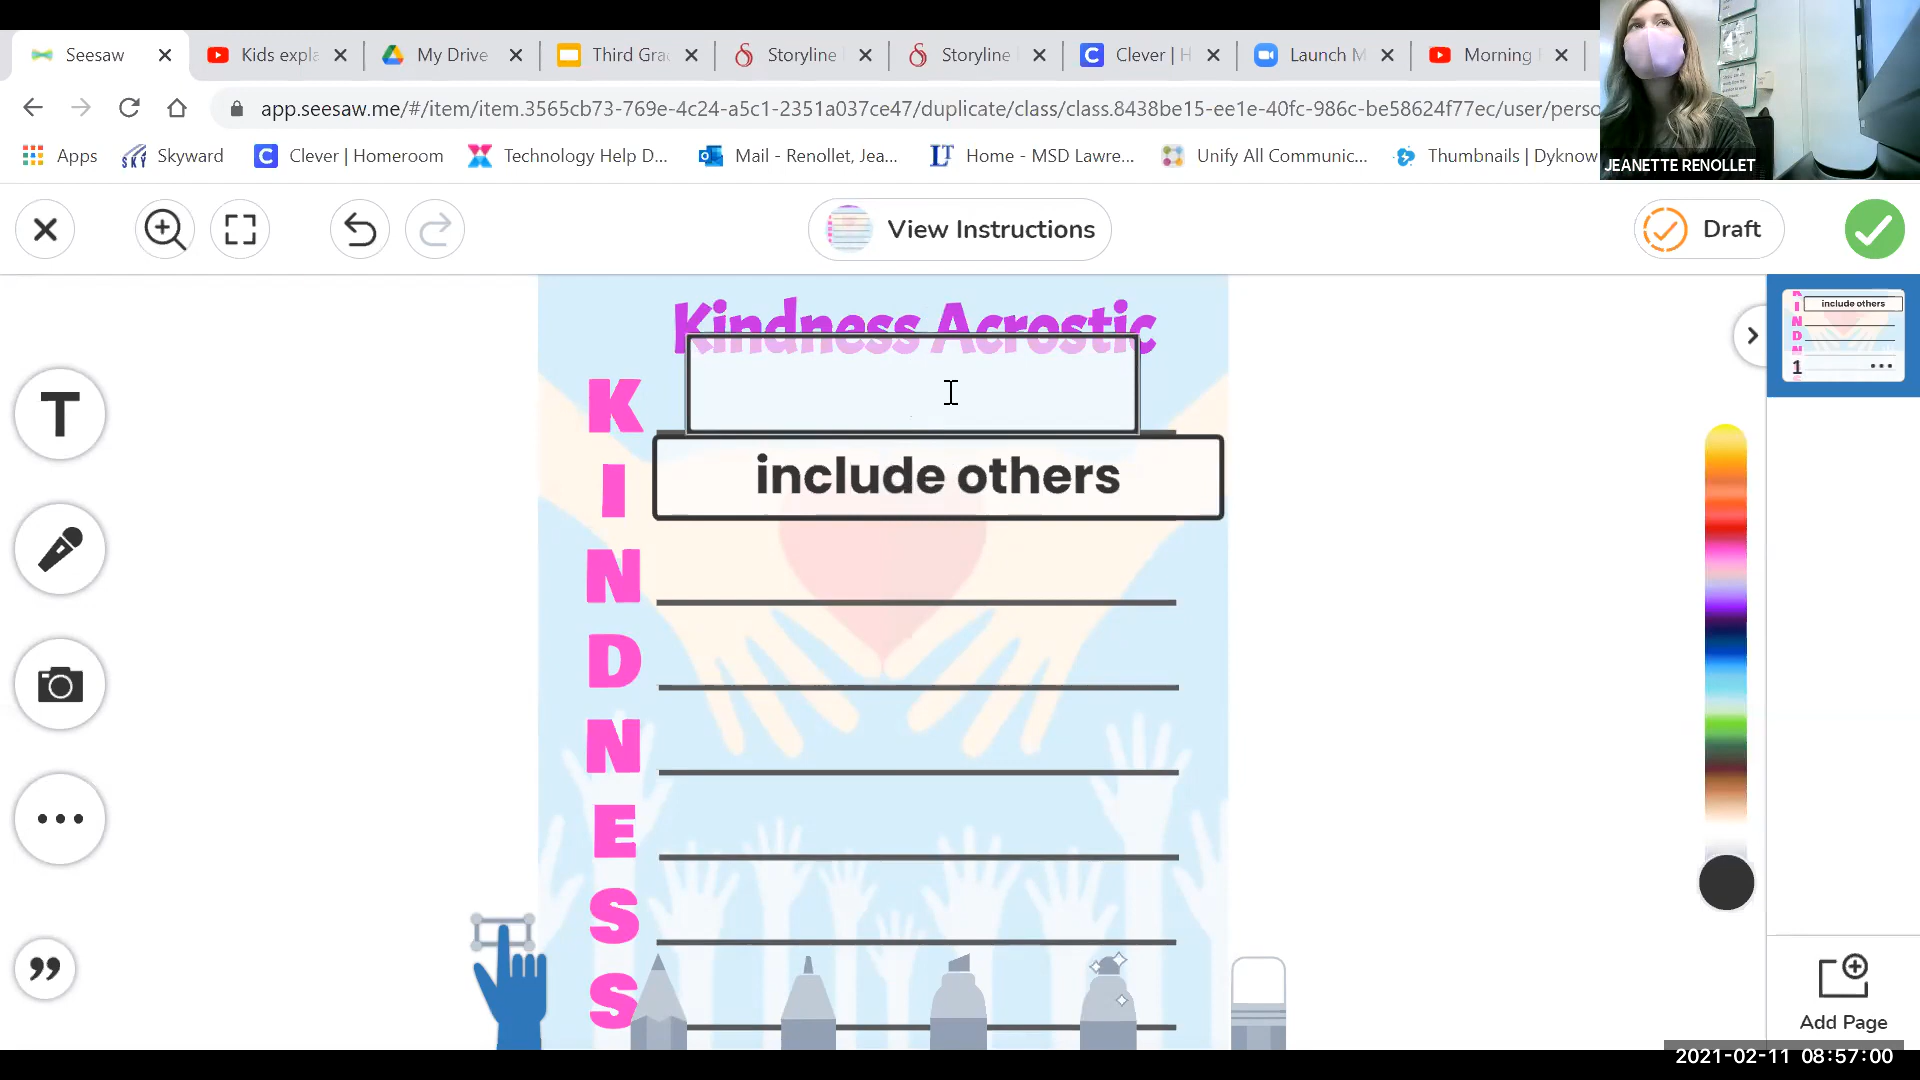 Seesaw
Kids expla
My Drive
Third Grad
Storyline
Storyline
Clever | H
Launch M
Morning
app.seesaw.me/#/item/item.3565cb73-769e-4c24-a5c1-2351a037ce47/duplicate/class/class.8438be15-ee1e-40fc-986c-be58624f77ec/user/perso
Apps
SKY Skyward
C Clever | Homeroom
Technology Help D...
Mail - Renollet, Jea...
LT Home - MSD Lawre...
Unify All Communic...
Thumbnails | Dyknow
JEANETTE RENOLLET
View Instructions
Draft
Kindness Acrostic
K
I include others
N
D
N
E
S
S
T
include others
K
I
N
D
N
1
Add Page
2021-02-11 08:57:00